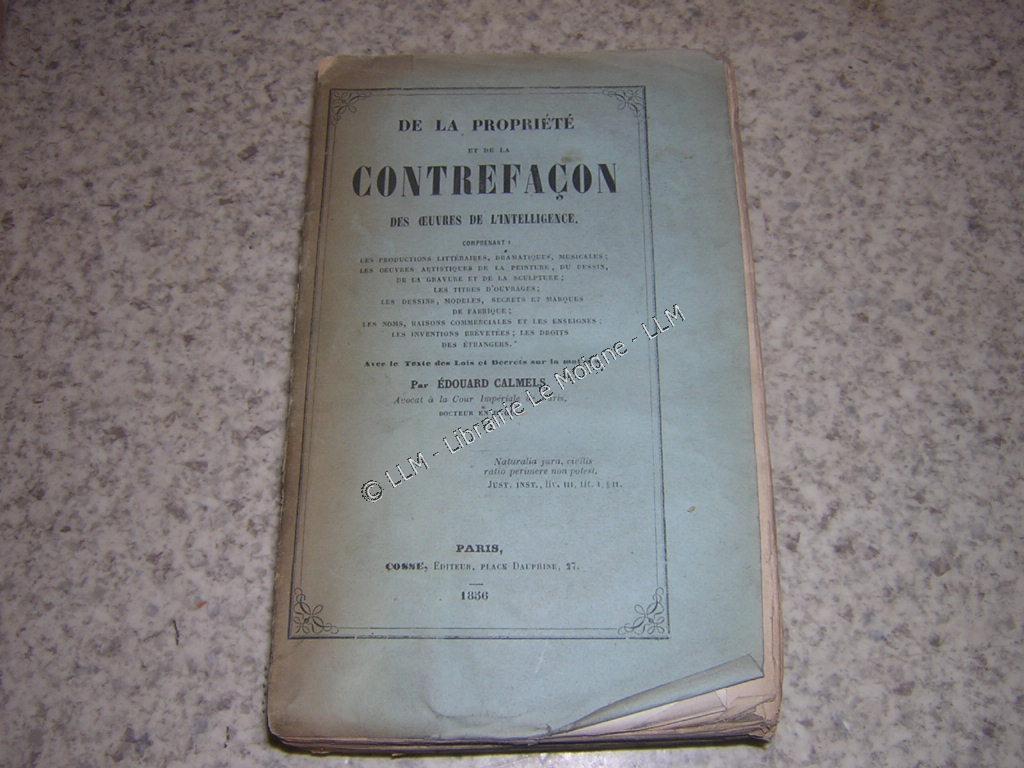 DE LA PROPRIÉTÉ
ET DE LA
CONTREFAÇON
DES ŒUVRES DE L'INTELLIGENCE,
COMPRENANT :
LES PRODUCTIONS LITTÉRAIRES, DRAMATIQUES, MUSICALES;
LES OEUVRES ARTISTIQUES DE LA PEINTURE, DU DESSIN,
DE LA GRAVURE ET DE LA SCULPTURE;
LES TITRES D'OUVRAGES;
LES DESSINS, MODELES, SECRETS ET MARQUES
DE FABRIQUE;
LES NOMS, RAISONS COMMERCIALES ET LES ENSEIGNES;
LES INVENTIONS BREVETÉES; LES DROITS
DES ÉTRANGERS.
Avec le Texte des Lois et Décrets sur la
Par ÉDOUARD CALMELS,
Avocat à la Cour Impériale Paris,
DOCTEUR EN
Naturalia jura, civilis
ratio perimere non potest.
JUST. INST., liv. III, tit. I, § II.
PARIS,
COSSE, ÉDITEUR, PLACE DAUPHINE, 27.
1856
© LLM - Librairie Le Moigne - LLM